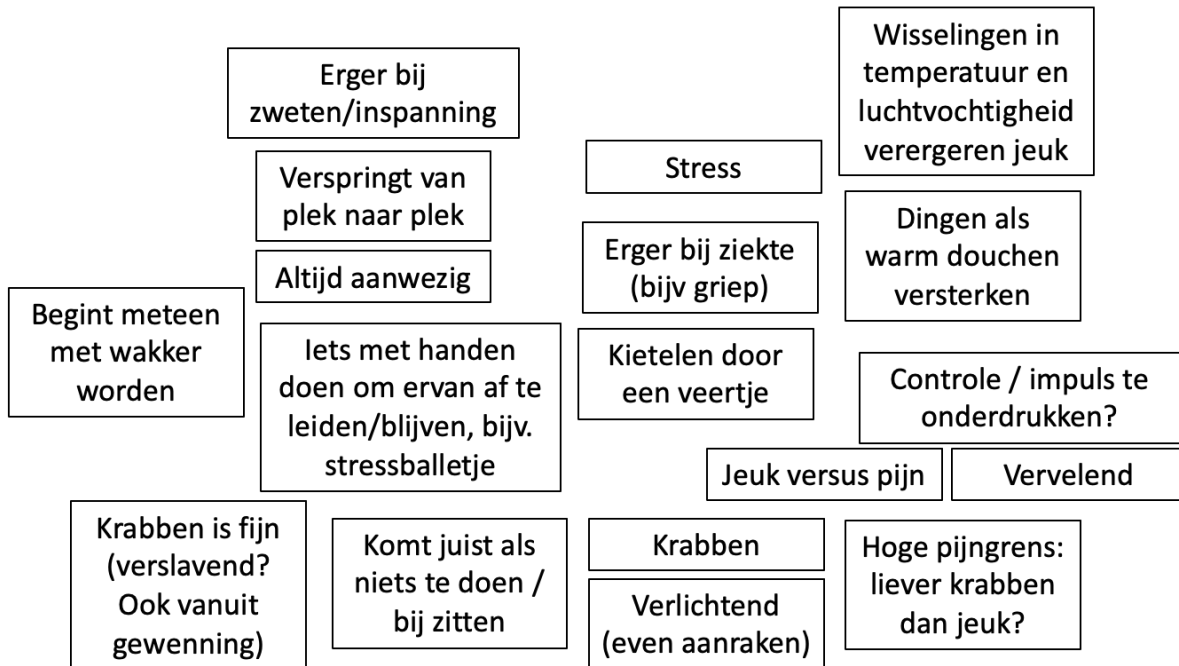 Erger bij
zweten/inspanning
Verspringt van
plek naar plek
Altijd aanwezig
Begint meteen
met wakker
worden
Iets met handen
doen om ervan af te
leiden/blijven, bijv.
stressballetje
Stress
Erger bij ziekte
(bijv griep)
Kietelen door
een veertje
Wisselingen in
temperatuur en
luchtvochtigheid
verergeren jeuk
Dingen als
warm douchen
versterken
Controle / impuls te
onderdrukken?
Jeuk versus pijn
Vervelend
Krabben is fijn
(verslavend?
Ook vanuit
gewenning)
Komt juist als
niets te doen /
bij zitten
Krabben
Verlichtend
(even aanraken)
Hoge pijngrens:
liever krabben
dan jeuk?